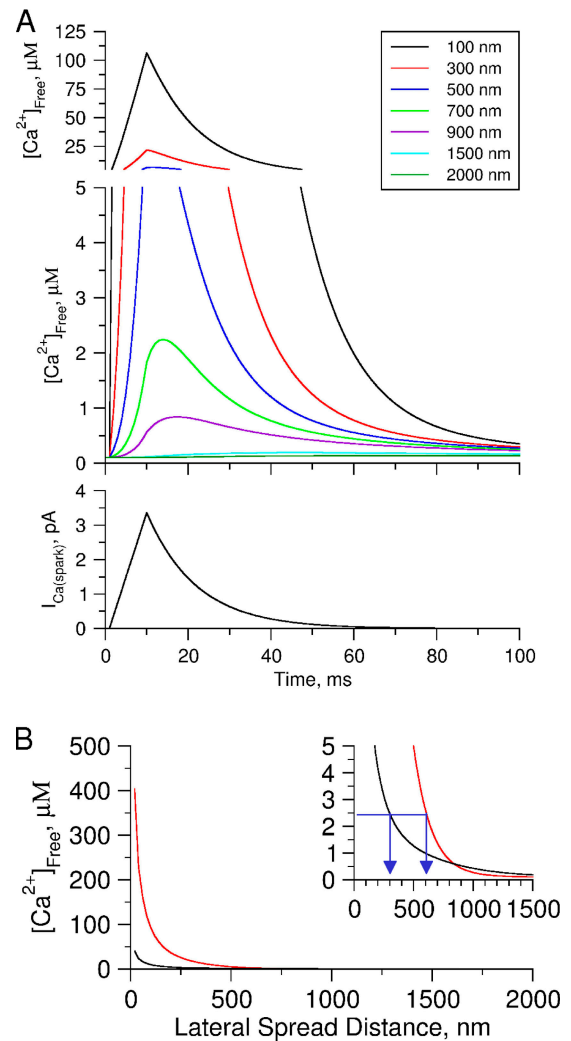 A
[Ca2+]Free, µM
125
100
75
50
25
100 nm
300 nm
500 nm
700 nm
900 nm
1500 nm
2000 nm
[Ca2+]Free, µM
5
4
3
2
1
0
ICa(spark), pA
4
3
2
1
0
0 20 40 60 80 100
Time, ms
B
[Ca2+]Free, µM
500
400
300
200
100
0
0 500 1000 1500 2000
Lateral Spread Distance, nm
5
4
3
2
1
0
0 500 1000 1500